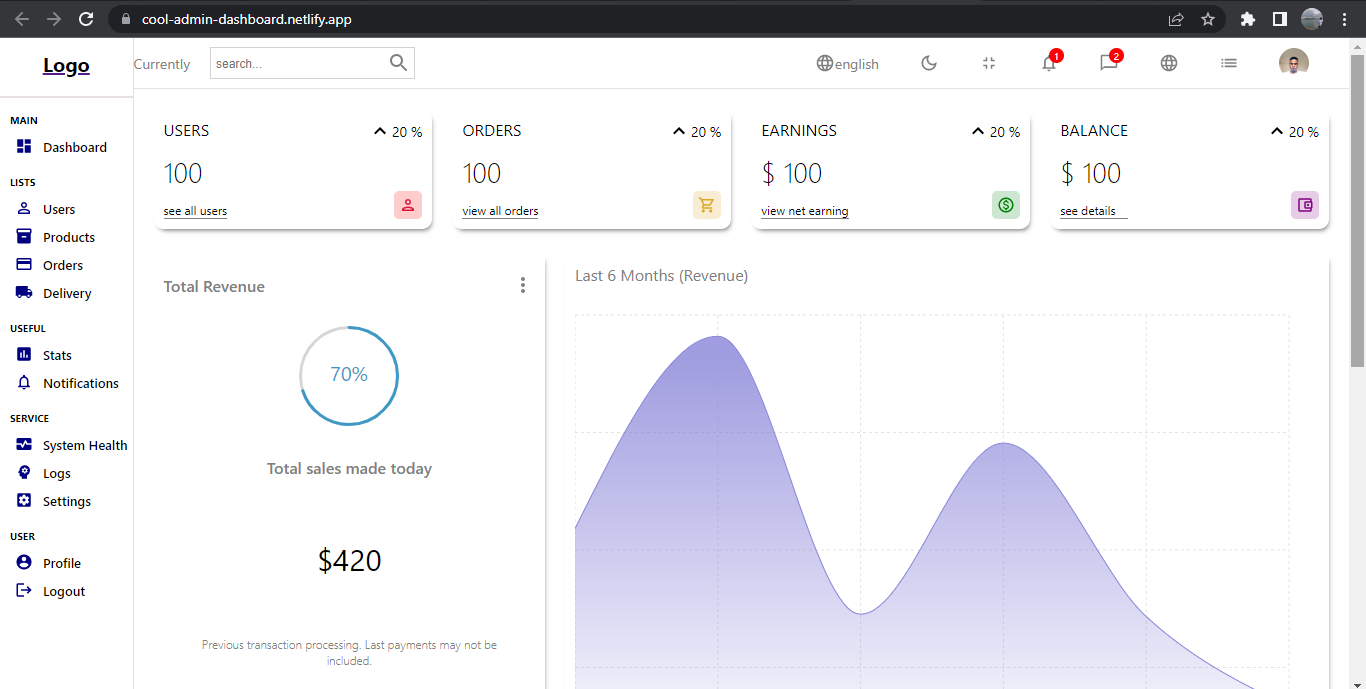 cool-admin-dashboard.netlify.app
Logo
Currently
search...
english
1
2
MAIN
Dashboard
LISTS
Users
Products
Orders
Delivery
USEFUL
Stats
Notifications
SERVICE
System Health
Logs
Settings
USER
Profile
Logout
USERS 20 %
100
see all users
ORDERS 20 %
100
view all orders
EARNINGS 20 %
$ 100
view net earning
BALANCE 20 %
$ 100
see details
Total Revenue
70%
Total sales made today
$420
Previous transaction processing. Last payments may not be
included.
Last 6 Months (Revenue)